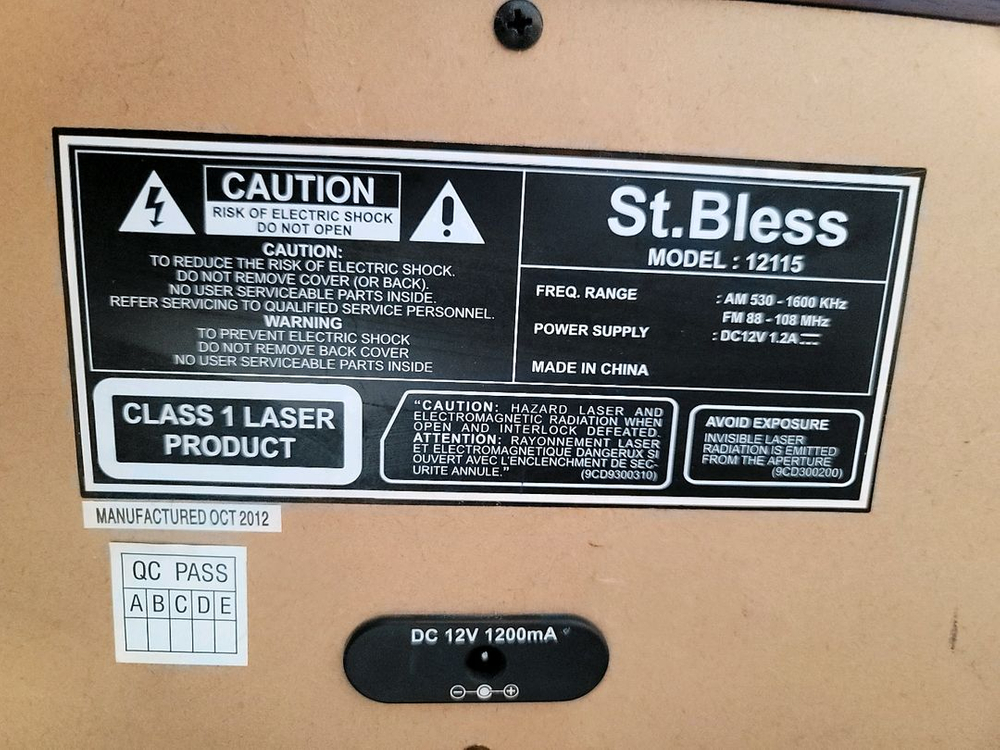 CAUTION
RISK OF ELECTRIC SHOCK
DO NOT OPEN
CAUTION:
TO REDUCE THE RISK OF ELECTRIC SHOCK.
DO NOT REMOVE COVER (OR BACK).
NO USER SERVICEABLE PARTS INSIDE.
REFER SERVICING TO QUALIFIED SERVICE PERSONNEL.
WARNING
TO PREVENT ELECTRIC SHOCK
DO NOT REMOVE BACK COVER
NO USER SERVICEABLE PARTS INSIDE
St.Bless
MODEL : 12115
FREQ. RANGE : AM 530 - 1600 KHz
FM 88 - 108 MHz
POWER SUPPLY : DC12V 1.2A
MADE IN CHINA
CLASS 1 LASER
PRODUCT
"CAUTION: HAZARD LASER AND
ELECTROMAGNETIC RADIATION WHEN
OPEN AND INTERLOCK DEFEATED.
ATTENTION: RAYONNEMENT LASER
ET ELECTROMAGNETIQUE DANGERUX SI
OUVERT AVEC L'ENCLENCHMENT DE SEC-
URITE ANNULE."
(9CD9300310)
AVOID EXPOSURE
INVISIBLE LASER
RADIATION IS EMITTED
FROM THE APERTURE
(9CD300200)
MANUFACTURED OCT 2012
QC PASS
A B C D E
DC 12V 1200mA